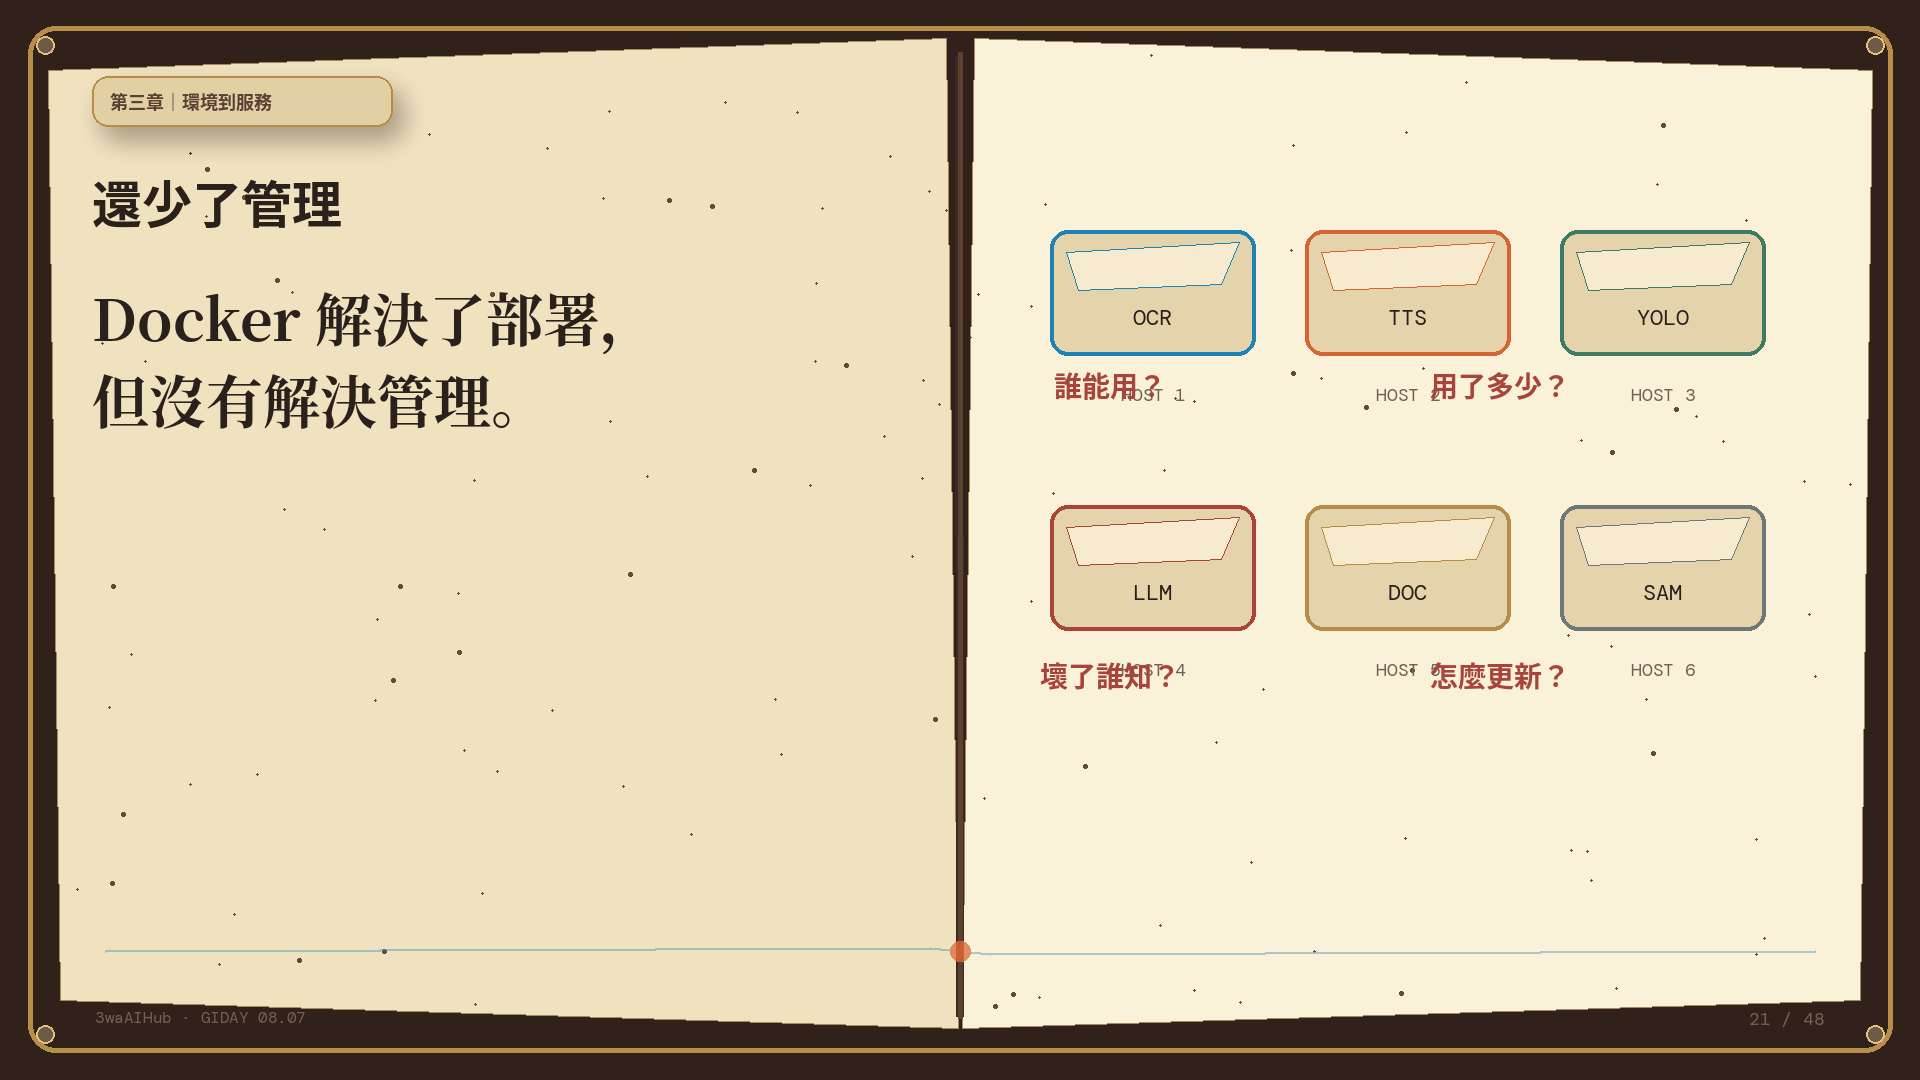 第三章｜環境到服務
還少了管理
Docker 解決了部署，
但沒有解決管理。
OCR
TTS
YOLO
誰能用？
HOST 1
HOST 2
用了多少？
HOST 3
LLM
DOC
SAM
壞了誰知？
HOST 4
HOST 5
怎麼更新？
HOST 6
3waAIHub · GIDAY 08.07
21 / 48